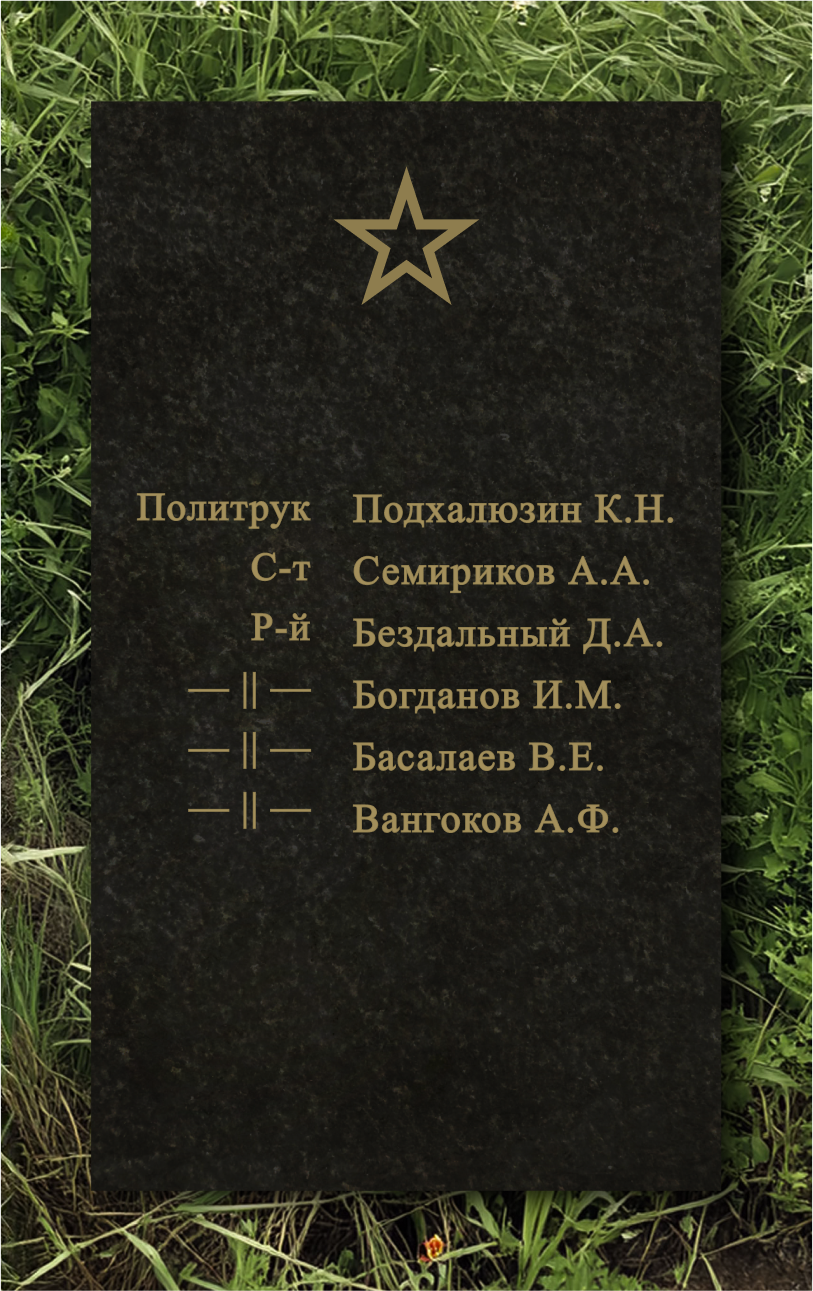 Политрук Подхалюзин К.Н.
С-т Семириков А.А.
Р-й Бездальный Д.А.
— || — Богданов И.М.
— || — Басалаев В.Е.
— || — Вангоков А.Ф.